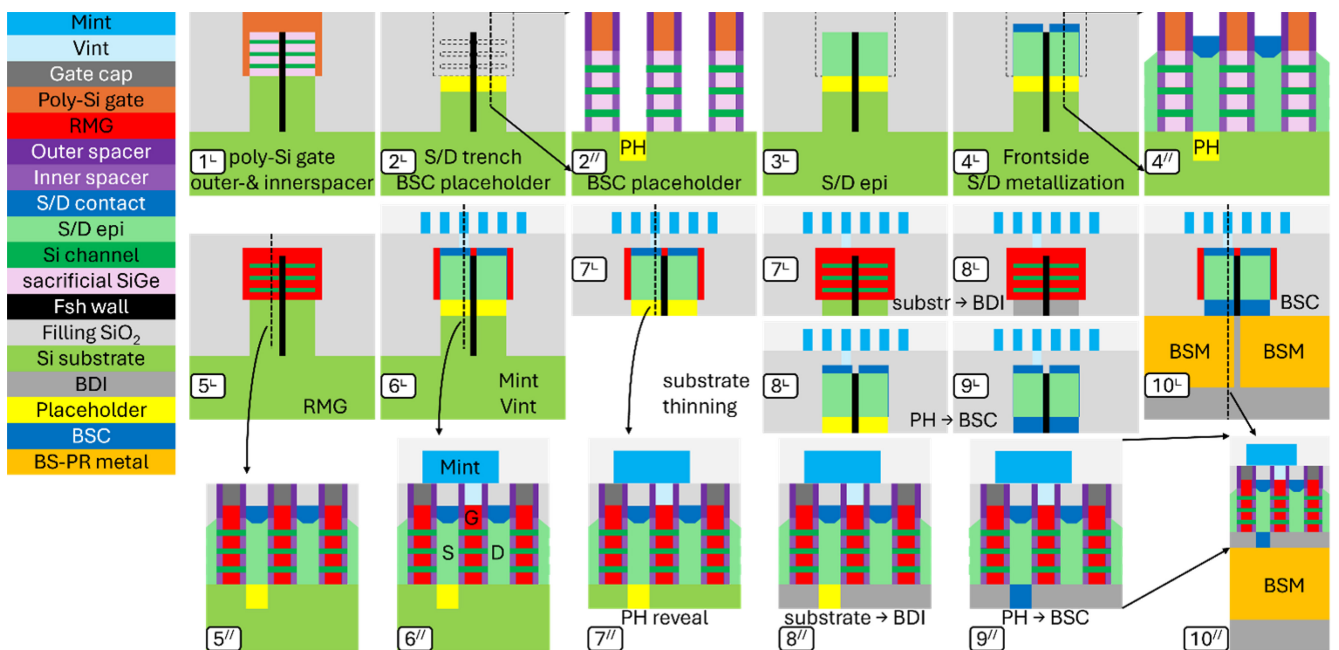 Mint
Vint
Gate cap
Poly-Si gate
RMG
Outer spacer
Inner spacer
S/D contact
S/D epi
Si channel
sacrificial SiGe
Fsh wall
Filling SiO₂
Si substrate
BDI
Placeholder
BSC
BS-PR metal
1ᴸ poly-Si gate
outer-& innerspacer
2ᴸ S/D trench
BSC placeholder
PH
2//
BSC placeholder
3ᴸ
S/D epi
4ᴸ Frontside
S/D metallization
PH
4//
5ᴸ
RMG
6ᴸ
Mint
Vint
7ᴸ
7ᴸ
substr → BDI
8ᴸ
BSC
BSM BSM
10ᴸ
substrate
thinning
8ᴸ
9ᴸ
PH → BSC
Mint
G
S D
5//
6//
PH reveal
7//
substrate → BDI
8//
PH → BSC
9//
BSM
10//